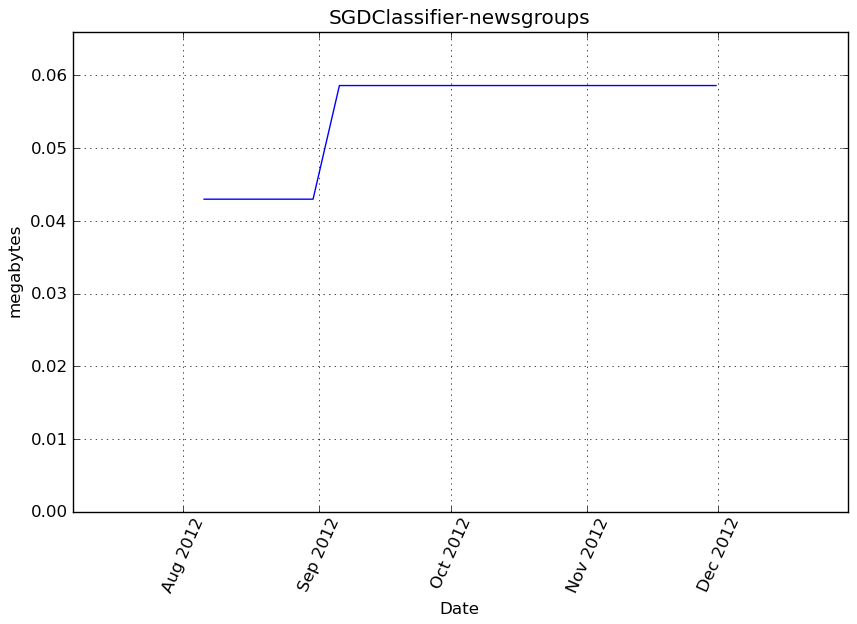 SGDClassifier-newsgroups
0.06
0.05
0.04
0.03
0.02
0.01
0.00
megabytes
Aug 2012
Sep 2012
Oct 2012
Nov 2012
Dec 2012
Date